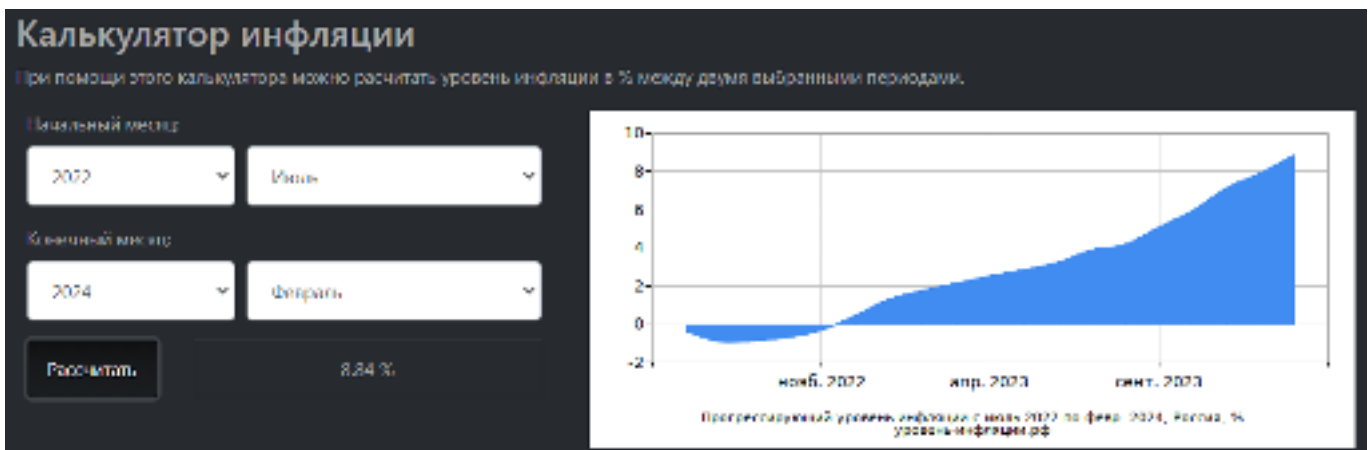 Калькулятор инфляции
При помощи этого калькулятора можно расчитать уровень инфляции в % между двумя выбранными периодами.
Начальный месяц:
2022
Июль
Конечный месяц:
2024
Февраль
Рассчитать
8.84 %
10
8
6
4
2
0
-2
нояб. 2022
апр. 2023
сент. 2023
Прогрессирующий уровень инфляции с июль 2022 по февр. 2024, Россия, %
уровень-инфляции.рф